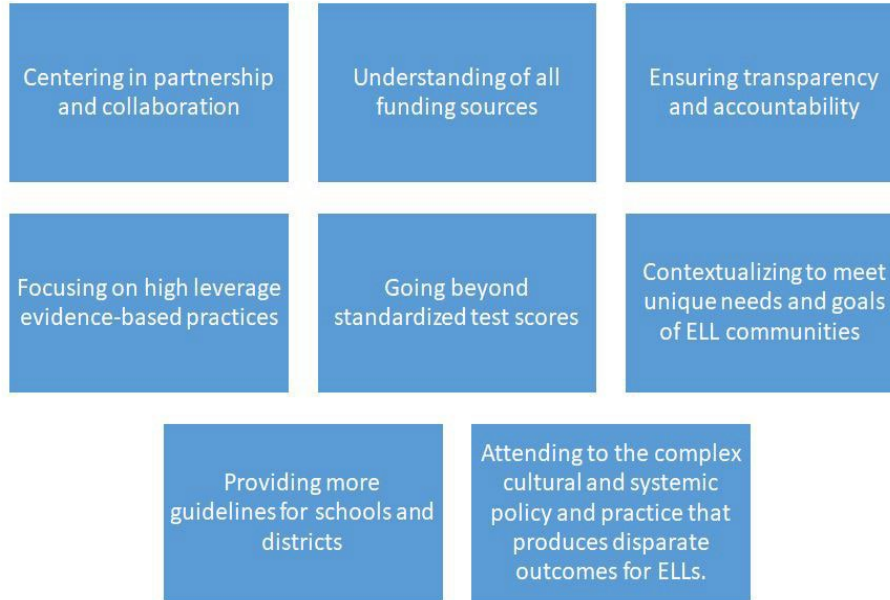 Centering in partnership
and collaboration
Understanding of all
funding sources
Ensuring transparency
and accountability
Focusing on high leverage
evidence-based practices
Going beyond
standardized test scores
Contextualizing to meet
unique needs and goals
of ELL communities
Providing more
guidelines for schools and
districts
Attending to the complex
cultural and systemic
policy and practice that
produces disparate
outcomes for ELLs.